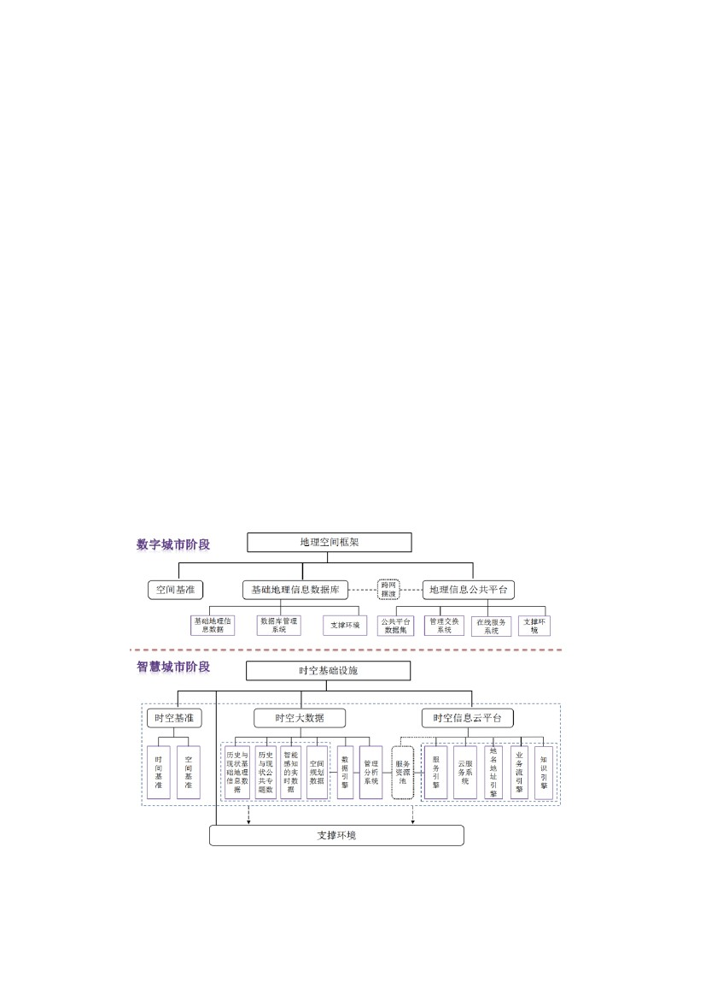 数字城市阶段
地理空间框架
空间基准
基础地理信息数据库
跨网
摆渡
地理信息公共平台
基础地理信
息数据
数据库管理
系统
支撑环境
公共平台
数据集
管理交换
系统
在线服务
系统
支撑环
境
智慧城市阶段
时空基础设施
时空基准
时空大数据
时空信息云平台
时
间
基
准
空
间
基
准
历史与
现状基
础地理
信息数
据
历史
与现
状公
共专
题数
智能
感知
的实
时数
据
空间
规划
数据
数
据
引
擎
管理
分析
系统
服务
资源
池
服
务
引
擎
云服
务系
统
地
名
地址
引
擎
业
务
流引
擎
知
识引
擎
支撑环境